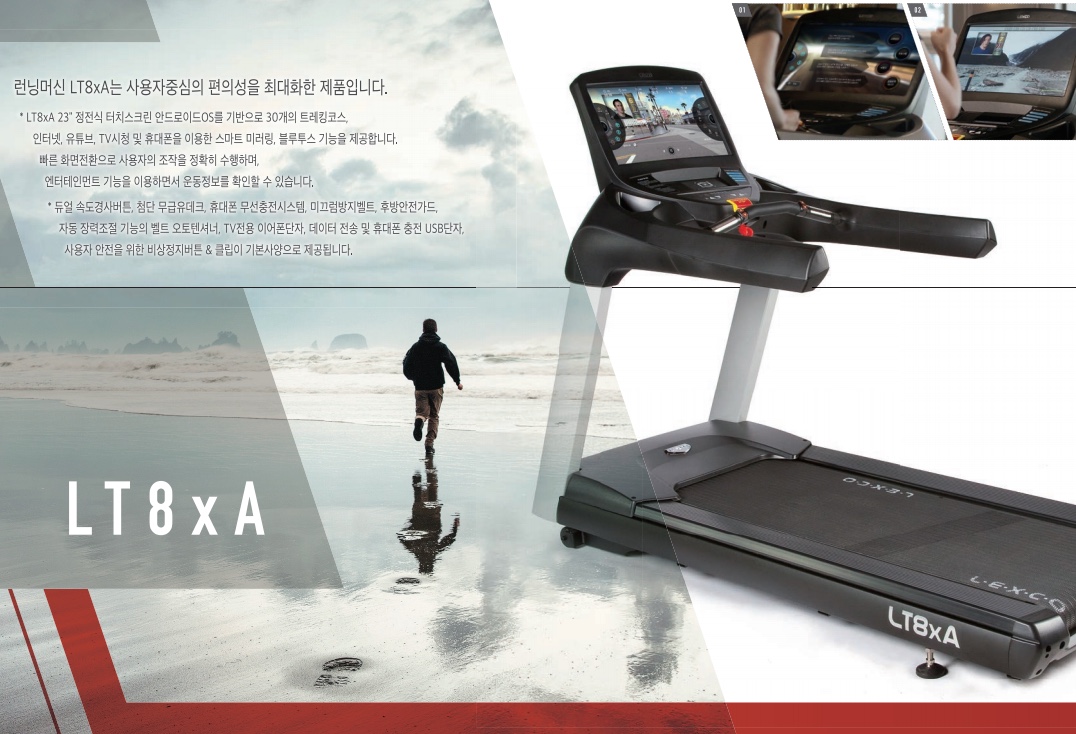 01
02
런닝머신 LT8xA는 사용자중심의 편의성을 최대화한 제품입니다.
* LT8xA 23" 정전식 터치스크린 안드로이드OS를 기반으로 30개의 트레킹코스,
인터넷, 유튜브, TV시청 및 휴대폰을 이용한 스마트 미러링, 블루투스 기능을 제공합니다.
빠른 화면전환으로 사용자의 조작을 정확히 수행하며,
엔터테인먼트 기능을 이용하면서 운동정보를 확인할 수 있습니다.
* 듀얼 속도경사버튼, 첨단 무급유데크, 휴대폰 무선충전시스템, 미끄럼방지벨트, 후방안전가드,
자동 장력조절 기능의 벨트 오토텐셔너, TV전용 이어폰단자, 데이터 전송 및 휴대폰 충전 USB단자,
사용자 안전을 위한 비상정지버튼 & 클립이 기본사양으로 제공됩니다.
LT8xA
LEXCO
L·E·X·C·O
LT8xA